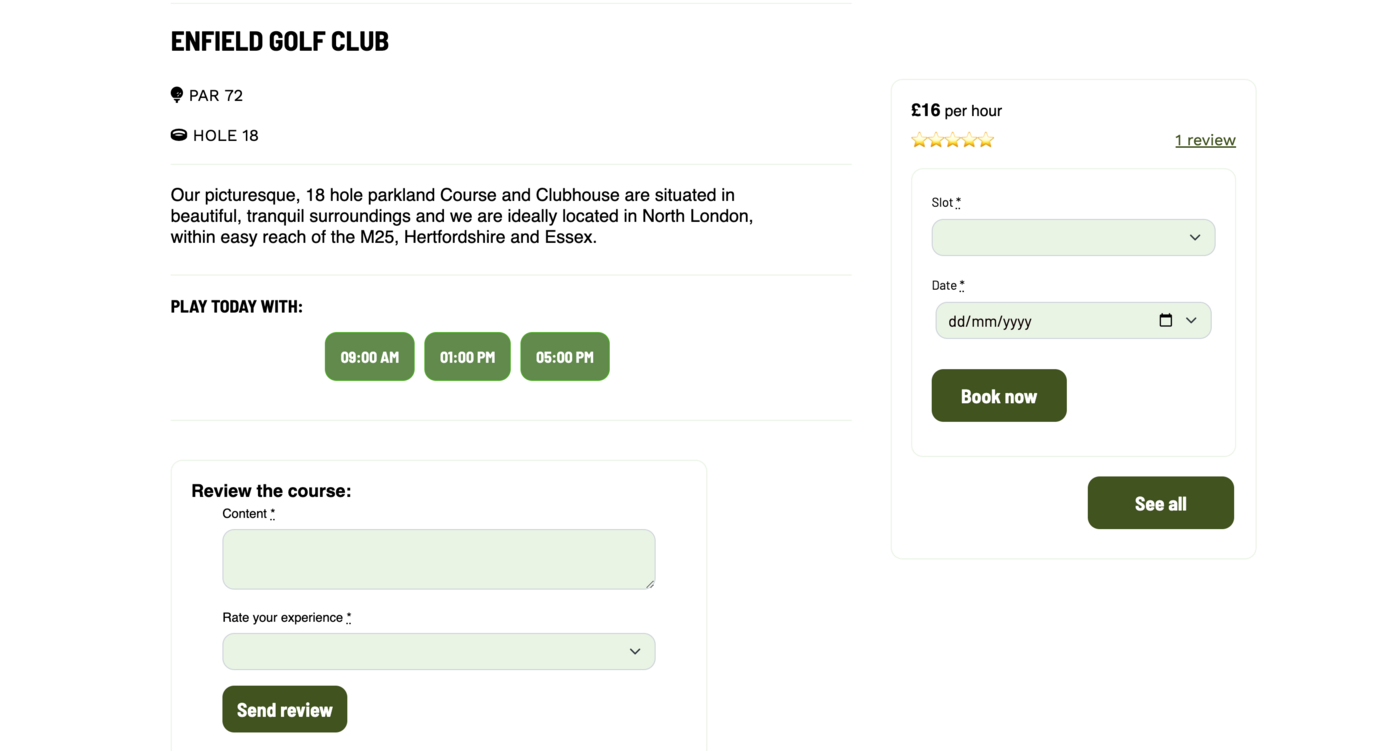 ENFIELD GOLF CLUB
PAR 72
HOLE 18
Our picturesque, 18 hole parkland Course and Clubhouse are situated in
beautiful, tranquil surroundings and we are ideally located in North London,
within easy reach of the M25, Hertfordshire and Essex.
PLAY TODAY WITH:
09:00 AM
01:00 PM
05:00 PM
Review the course:
Content *
Rate your experience *
Send review
£16 per hour
1 review
Slot *
Date *
dd/mm/yyyy
Book now
See all